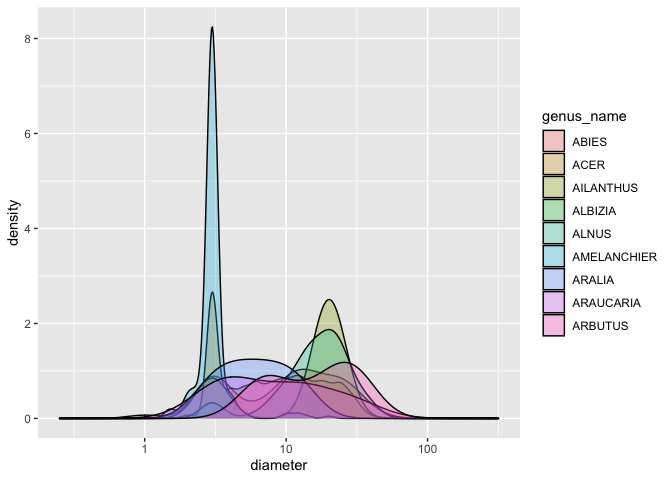 8
6
4
2
0
density
1
10
100
diameter
genus_name
ABIES
ACER
AILANTHUS
ALBIZIA
ALNUS
AMELANCHIER
ARALIA
ARAUCARIA
ARBUTUS